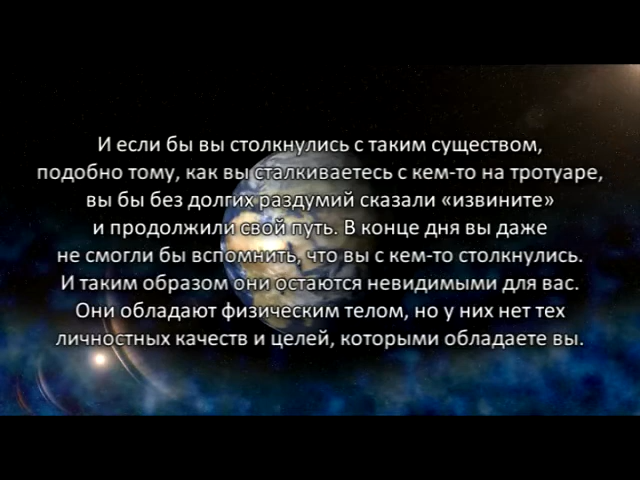 И если бы вы столкнулись с таким существом,
подобно тому, как вы сталкиваетесь с кем-то на тротуаре,
вы бы без долгих раздумий сказали «извините»
и продолжили свой путь. В конце дня вы даже
не смогли бы вспомнить, что вы с кем-то столкнулись.
И таким образом они остаются невидимыми для вас.
Они обладают физическим телом, но у них нет тех
личностных качеств и целей, которыми обладаете вы.